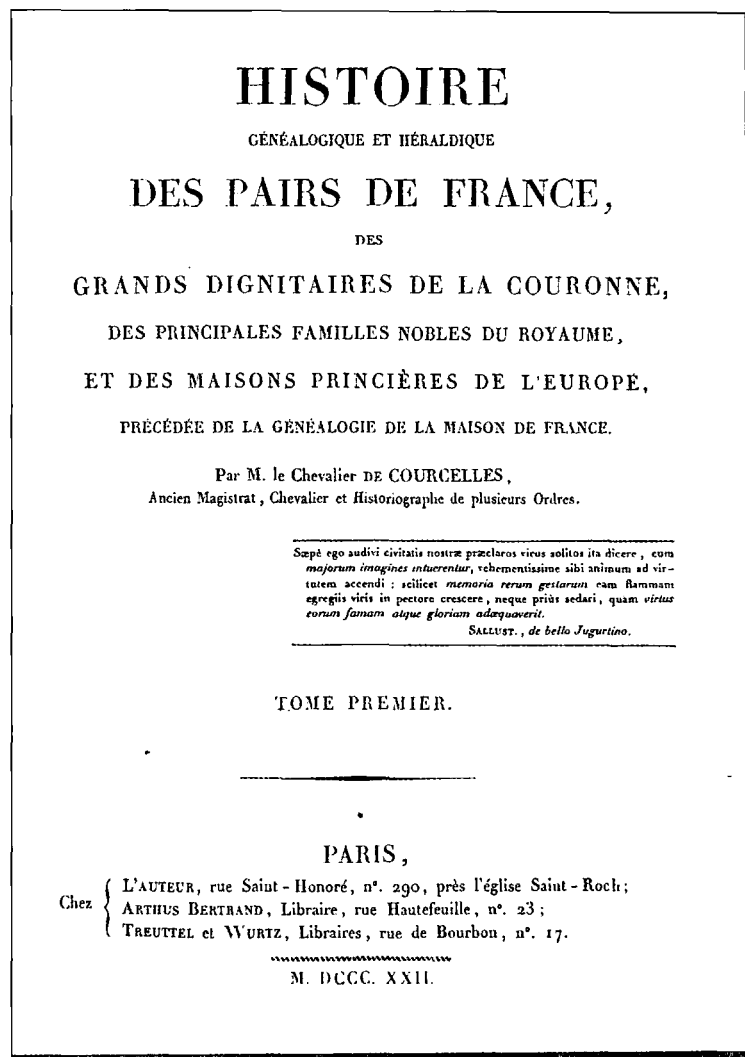 HISTOIRE
GÉNÉALOGIQUE ET HÉRALDIQUE
DES PAIRS DE FRANCE,
DES
GRANDS DIGNITAIRES DE LA COURONNE,
DES PRINCIPALES FAMILLES NOBLES DU ROYAUME,
ET DES MAISONS PRINCIÈRES DE L'EUROPE,
PRÉCÉDÉE DE LA GÉNÉALOGIE DE LA MAISON DE FRANCE.
Par M. le Chevalier DE COURCELLES,
Ancien Magistrat, Chevalier et Historiographe de plusieurs Ordres.
Sæpè ego audivi civitatis nostræ præclaros viros solitos ita dicere, cum
majorum imagines intuerentur, vehementissime sibi animum ad vir-
tutem accendi : scilicet memoria rerum gestarum eam flammam
egregiis viris in pectore crescere, neque priùs sedari, quam virtus
eorum famam atque gloriam adæquaverit.
SALLUST., de bello Jugurtino.
TOME PREMIER.
PARIS,
Chez
L'AUTEUR, rue Saint-Honoré, n°. 290, près l'église Saint-Roch;
ARTHUS BERTRAND, Libraire, rue Hautefeuille, n°. 23;
TREUTTEL et WURTZ, Libraires, rue de Bourbon, n°. 17.
M. DCCC. XXII.